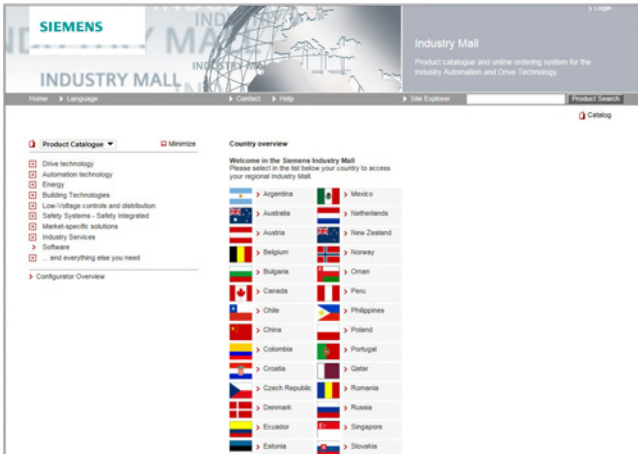 > Login
SIEMENS
INDUSTRY MALL
Industry Mall
Product catalogue and online ordering system for the
Industry Automation and Drive Technology
Home > Language > Contact > Help > Site Explorer Product Search
Catalog
Product Catalogue ▼ Minimize
Drive technology
Automation technology
Energy
Building Technologies
Low-Voltage controls and distribution
Safety Systems - Safety Integrated
Market-specific solutions
Industry Services
> Software
... and everything else you need
> Configurator Overview
Country overview
Welcome in the Siemens Industry Mall
Please select in the list below your country to access
your regional Industry Mall.
> Argentina > Mexico
> Australia > Netherlands
> Austria > New Zealand
> Belgium > Norway
> Bulgaria > Oman
> Canada > Peru
> Chile > Philippines
> China > Poland
> Colombia > Portugal
> Croatia > Qatar
> Czech Republic > Romania
> Denmark > Russia
> Ecuador > Singapore
> Estonia > Slovakia